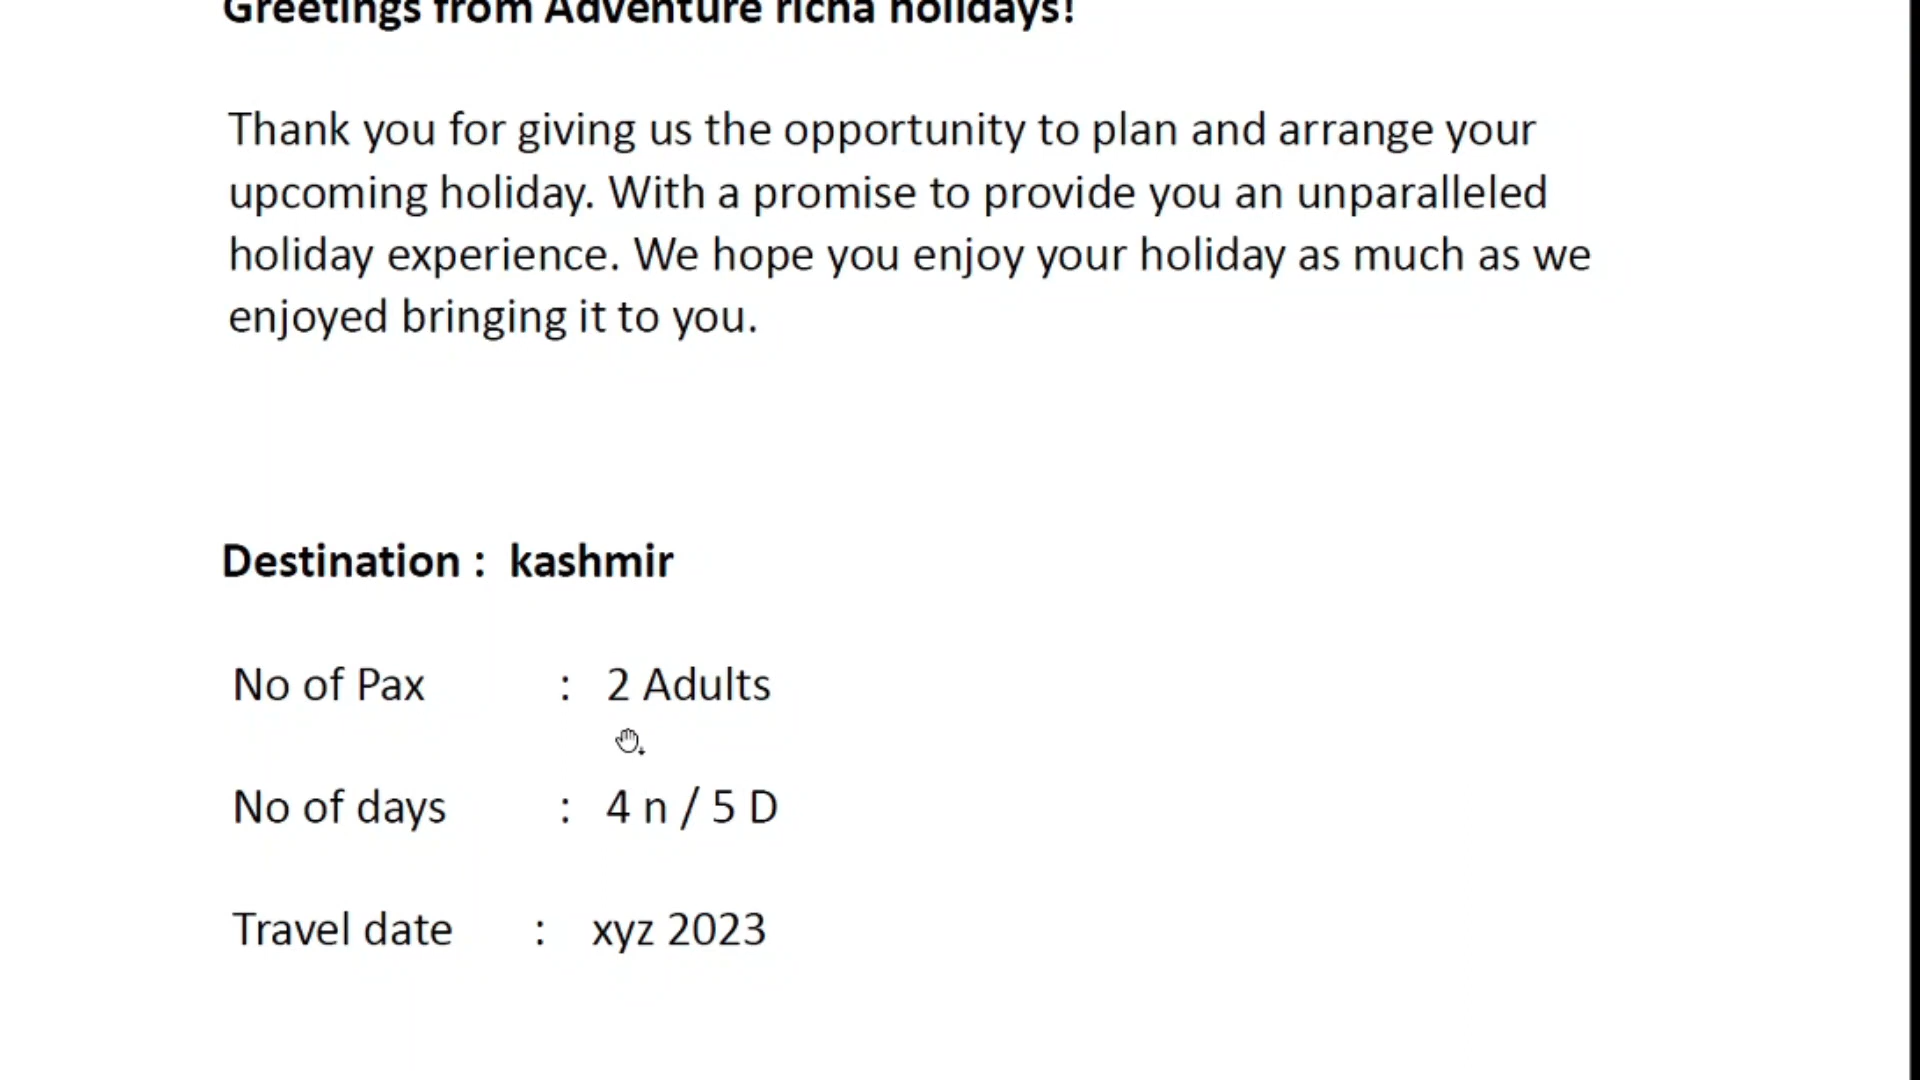 Greetings from Adventure richa holidays!
Thank you for giving us the opportunity to plan and arrange your
upcoming holiday. With a promise to provide you an unparalleled
holiday experience. We hope you enjoy your holiday as much as we
enjoyed bringing it to you.
Destination : kashmir
No of Pax : 2 Adults
No of days : 4 n / 5 D
Travel date : xyz 2023